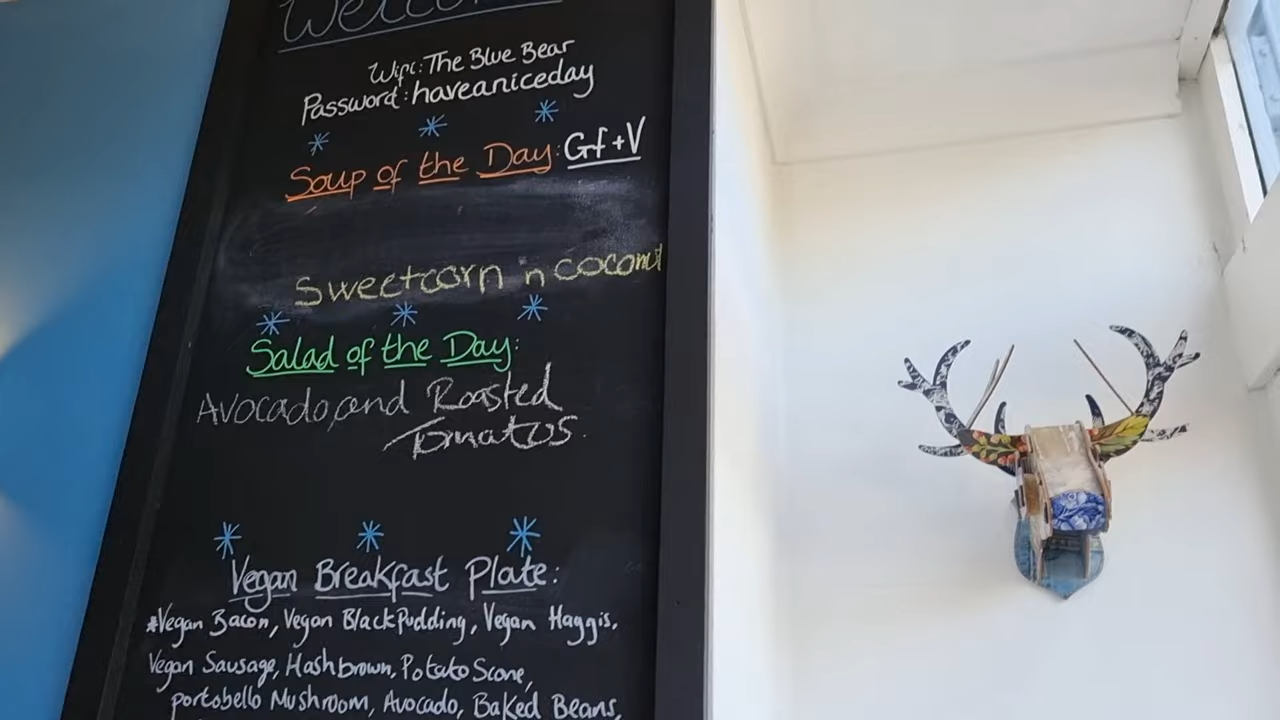 Wifi: The Blue Bear
Password: haveaniceday
Soup of the Day: Gf+V
Sweetcorn 'n coconut
Salad of the Day:
Avocado, and Roasted
Tomatos.
Vegan Breakfast Plate:
*Vegan Bacon, Vegan Black Pudding, Vegan Haggis,
Vegan Sausage, Hash brown, Potato Scone,
portobello Mushroom, Avocado, Baked Beans,